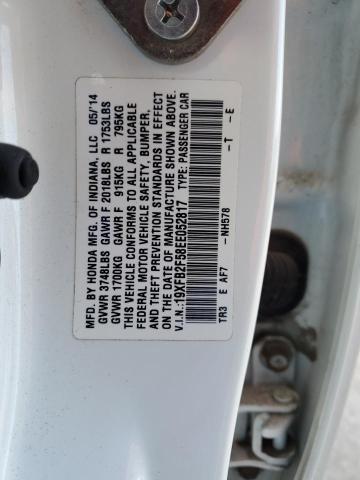 MFD. BY HONDA MFG. OF INDIANA, LLC 05/14
GVWR 3748LBS GAWR F 2018LBS R 1753LBS
GVWR 1700KG GAWR F 915KG R 795KG
THIS VEHICLE CONFORMS TO ALL APPLICABLE
FEDERAL MOTOR VEHICLE SAFETY, BUMPER,
AND THEFT PREVENTION STANDARDS IN EFFECT
ON THE DATE OF MANUFACTURE SHOWN ABOVE.
V.I.N.:19XFB2F58EE052817 TYPE: PASSENGER CAR
TR3 E AF7 -NH578 -T -E